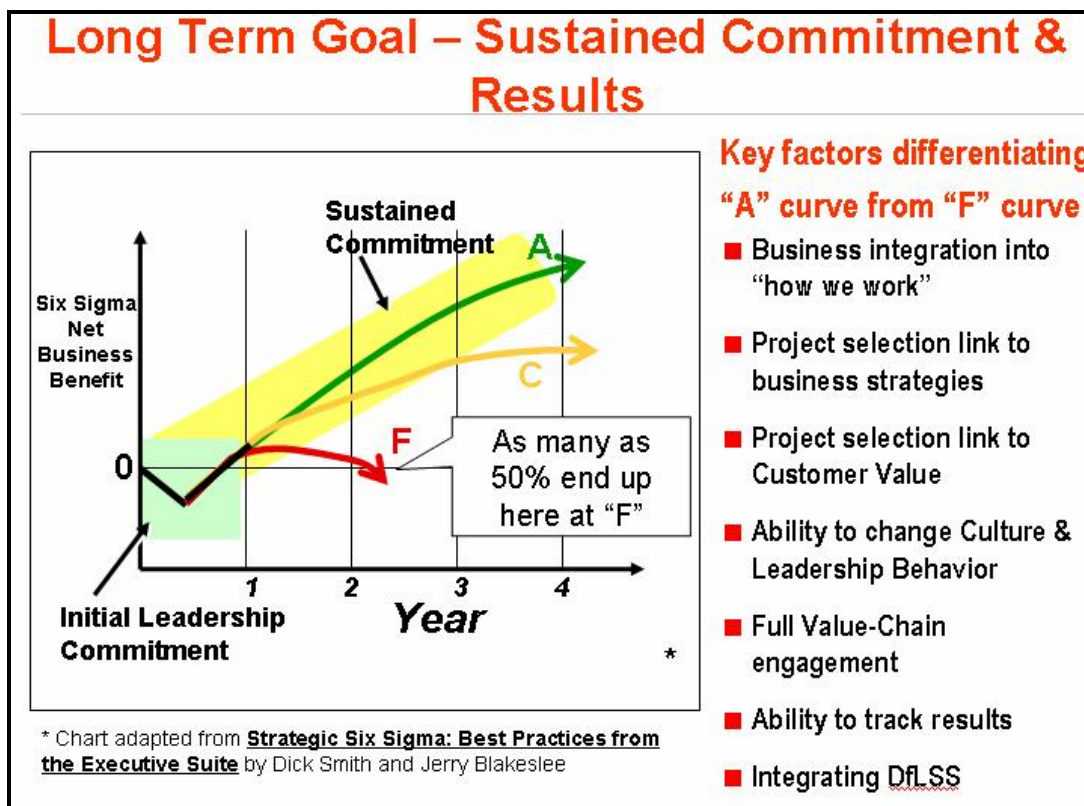 Long Term Goal – Sustained Commitment &
Results
Sustained
Commitment
A
Six Sigma
Net
Business
Benefit
C
F
0
As many as
50% end up
here at “F”
1
2
3
4
Year
Initial Leadership
Commitment
*
* Chart adapted from Strategic Six Sigma: Best Practices from
the Executive Suite by Dick Smith and Jerry Blakeslee
Key factors differentiating
“A” curve from “F” curve
Business integration into
“how we work”
Project selection link to
business strategies
Project selection link to
Customer Value
Ability to change Culture &
Leadership Behavior
Full Value-Chain
engagement
Ability to track results
Integrating DfLSS